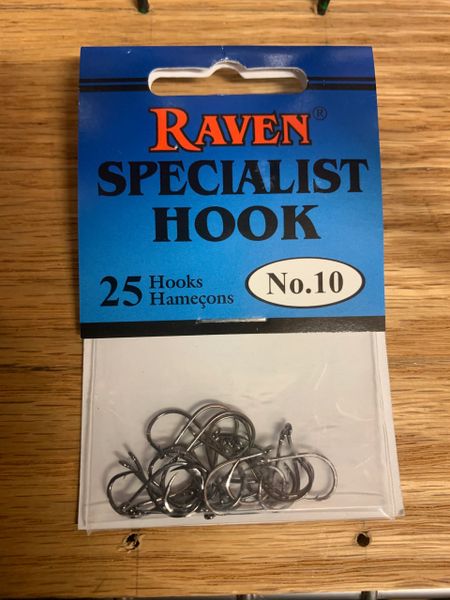 RAVEN®
SPECIALIST
HOOK
25 Hooks
Hameçons
No.10